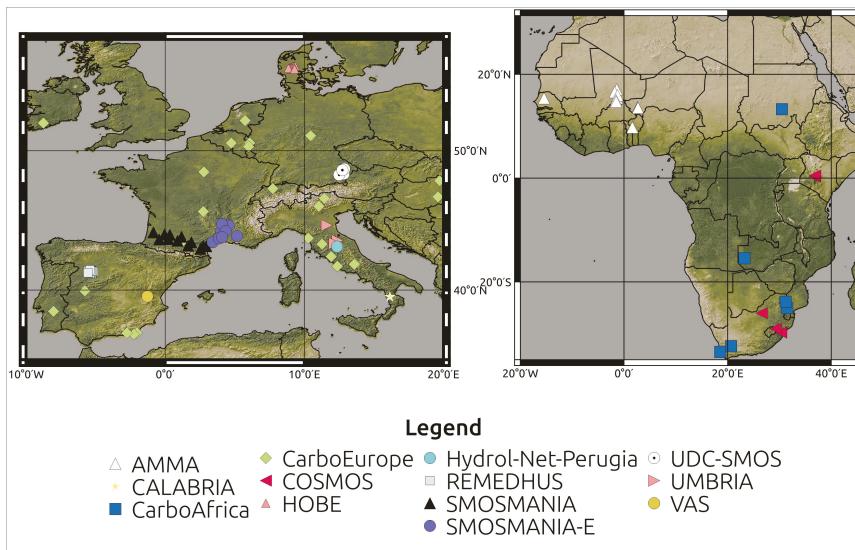 20°0'N
50°0'N
0°0'
40°0'N
20°0'S
10°0'W
0°0'
10°0'E
20°0'E
20°0'W
0°0'
20°0'E
40°0'E
Legend
AMMA
CALABRIA
CarboAfrica
CarboEurope
COSMOS
HOBE
Hydrol-Net-Perugia
REMEDHUS
SMOSMANIA
SMOSMANIA-E
UDC-SMOS
UMBRIA
VAS